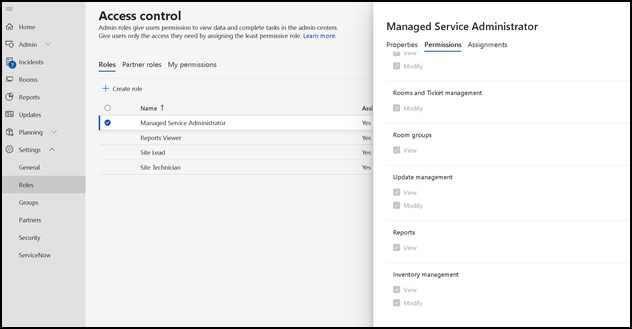 Home
Admin
Incidents
7
Rooms
Reports
Updates
Planning
Settings
General
Roles
Groups
Partners
Security
ServiceNow
Access control
Admin roles give users permission to view data and complete tasks in the admin centers.
Give users only the access they need by assigning the least permissive role. Learn more.
Roles Partner roles My permissions
+ Create role
Name ↑ Assi
Managed Service Administrator Yes
Reports Viewer Yes
Site Lead Yes
Site Technician Yes
Managed Service Administrator
Properties Permissions Assignments
View
Modify
Rooms and Ticket management
Modify
Room groups
View
Update management
View
Modify
Reports
View
Inventory management
View
Modify